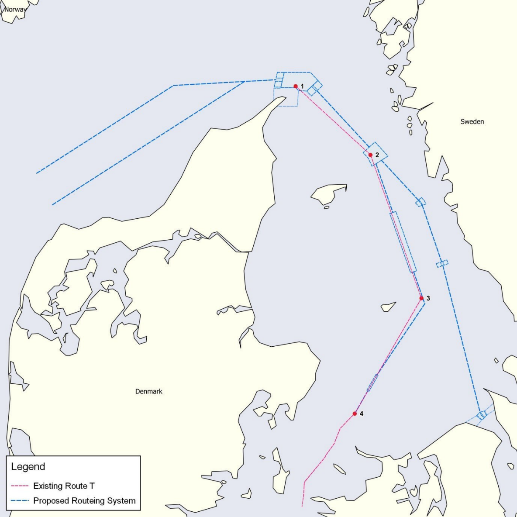 Norway
1
Sweden
2
3
Denmark
4
Legend
Existing Route T
Proposed Routeing System